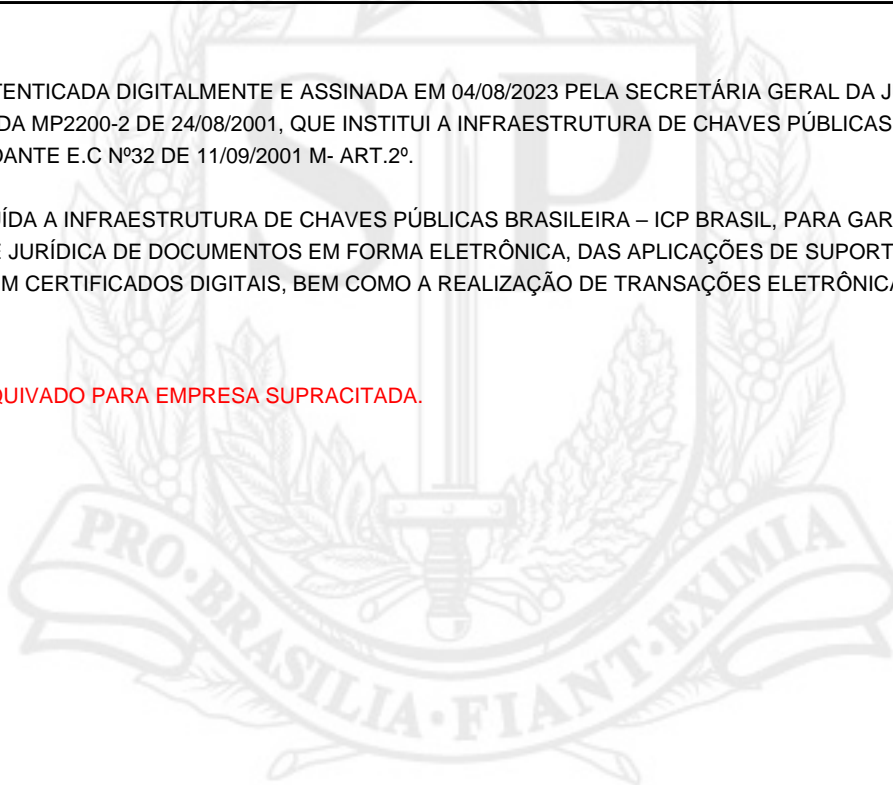 TENTICADA DIGITALMENTE E ASSINADA EM 04/08/2023 PELA SECRETÁRIA GERAL DA J
DA MP2200-2 DE 24/08/2001, QUE INSTITUI A INFRAESTRUTURA DE CHAVES PÚBLICAS
DANTE E.C Nº32 DE 11/09/2001 M- ART.2º.
UÍDA A INFRAESTRUTURA DE CHAVES PÚBLICAS BRASILEIRA – ICP BRASIL, PARA GAR
E JURÍDICA DE DOCUMENTOS EM FORMA ELETRÔNICA, DAS APLICAÇÕES DE SUPORT
M CERTIFICADOS DIGITAIS, BEM COMO A REALIZAÇÃO DE TRANSAÇÕES ELETRÔNICA
QUIVADO PARA EMPRESA SUPRACITADA.
SP
PRO·BRASILIA·FIANT·EXIMIA